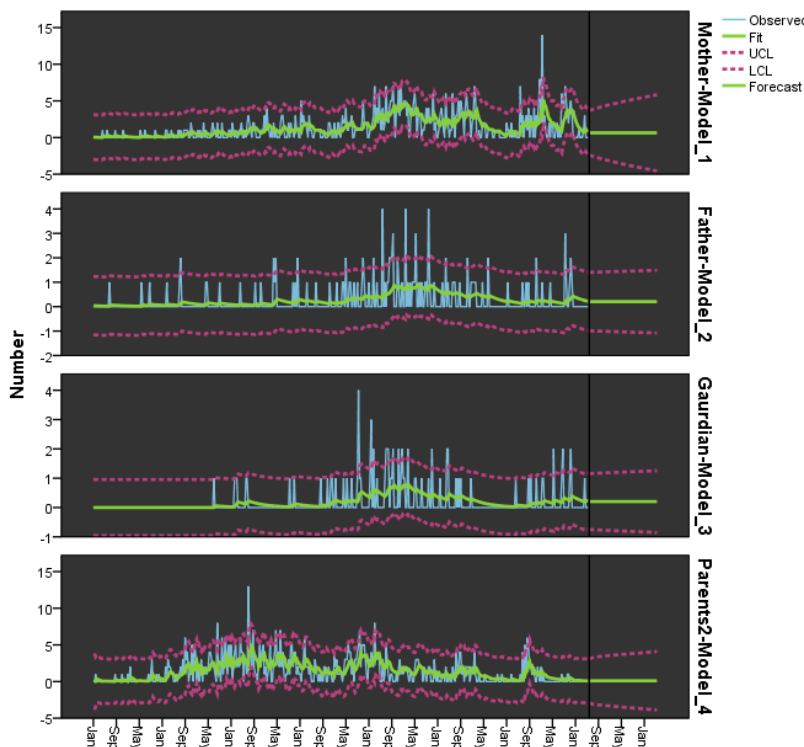 Observed
Fit
UCL
LCL
Forecast
Number
15
10
5
0
-5
Mother-Model_1
4
3
2
1
0
-1
-2
Father-Model_2
4
3
2
1
0
-1
Gaurdian-Model_3
15
10
5
0
-5
Parents2-Model_4
Jan Sep May Jan Sep May Jan Sep May Jan Sep May Jan Sep May Jan Sep May Jan Sep May Jan Sep May Jan